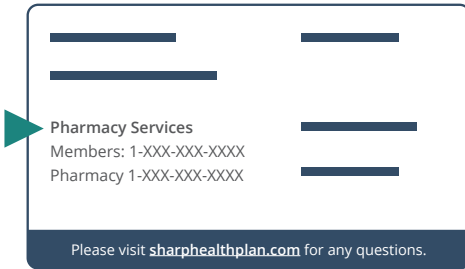 Pharmacy Services
Members: 1-XXX-XXX-XXXX
Pharmacy 1-XXX-XXX-XXXX
Please visit sharphealthplan.com for any questions.